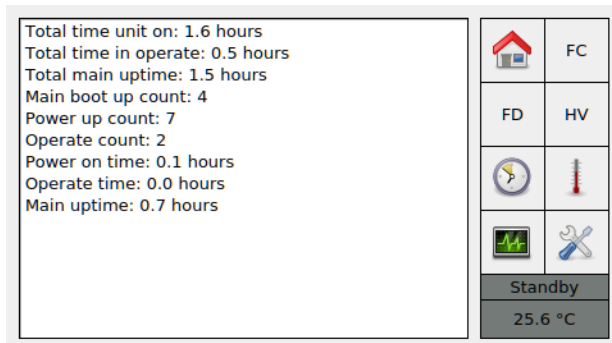 Total time unit on: 1.6 hours
Total time in operate: 0.5 hours
Total main uptime: 1.5 hours
Main boot up count: 4
Power up count: 7
Operate count: 2
Power on time: 0.1 hours
Operate time: 0.0 hours
Main uptime: 0.7 hours
FC
FD
HV
Standby
25.6 °C